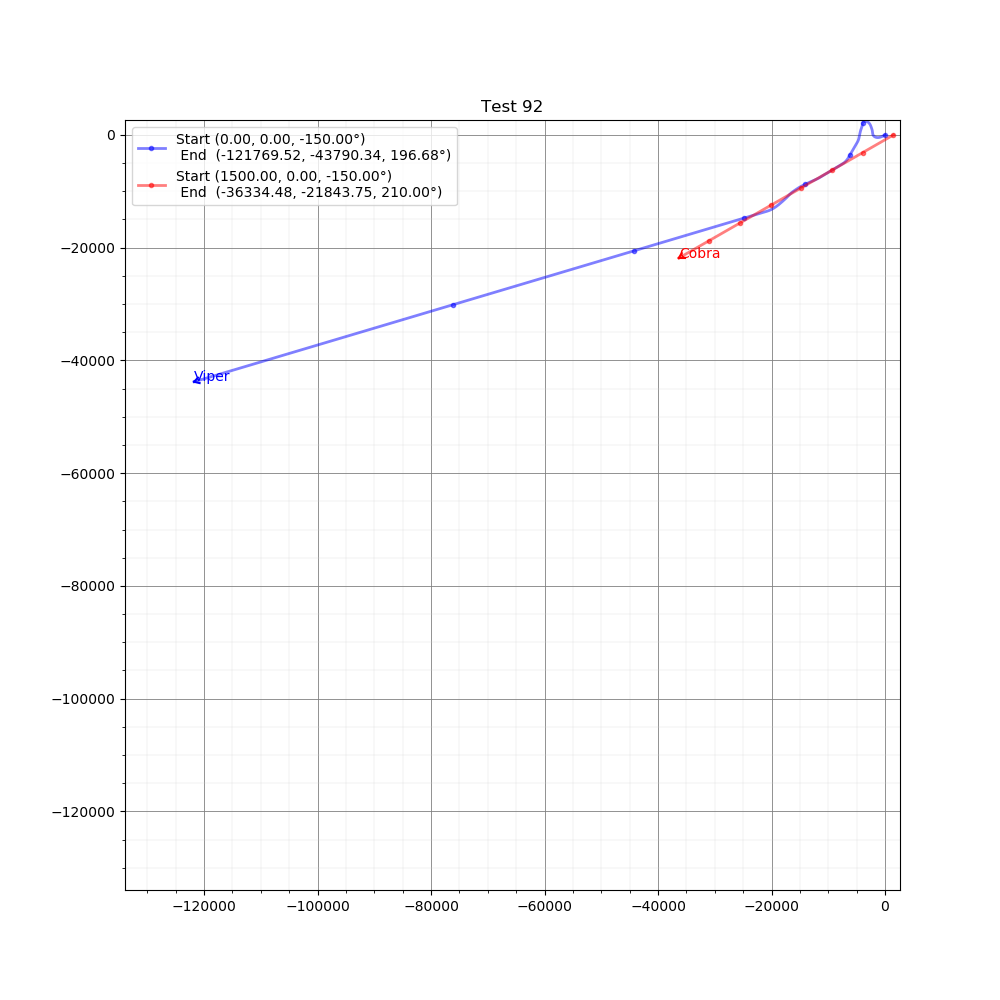 Test 92
Start (0.00, 0.00, -150.00°)
End (-121769.52, -43790.34, 196.68°)
Start (1500.00, 0.00, -150.00°)
End (-36334.48, -21843.75, 210.00°)
0
−20000
−40000
−60000
−80000
−100000
−120000
Cobra
Viper
−120000
−100000
−80000
−60000
−40000
−20000
0